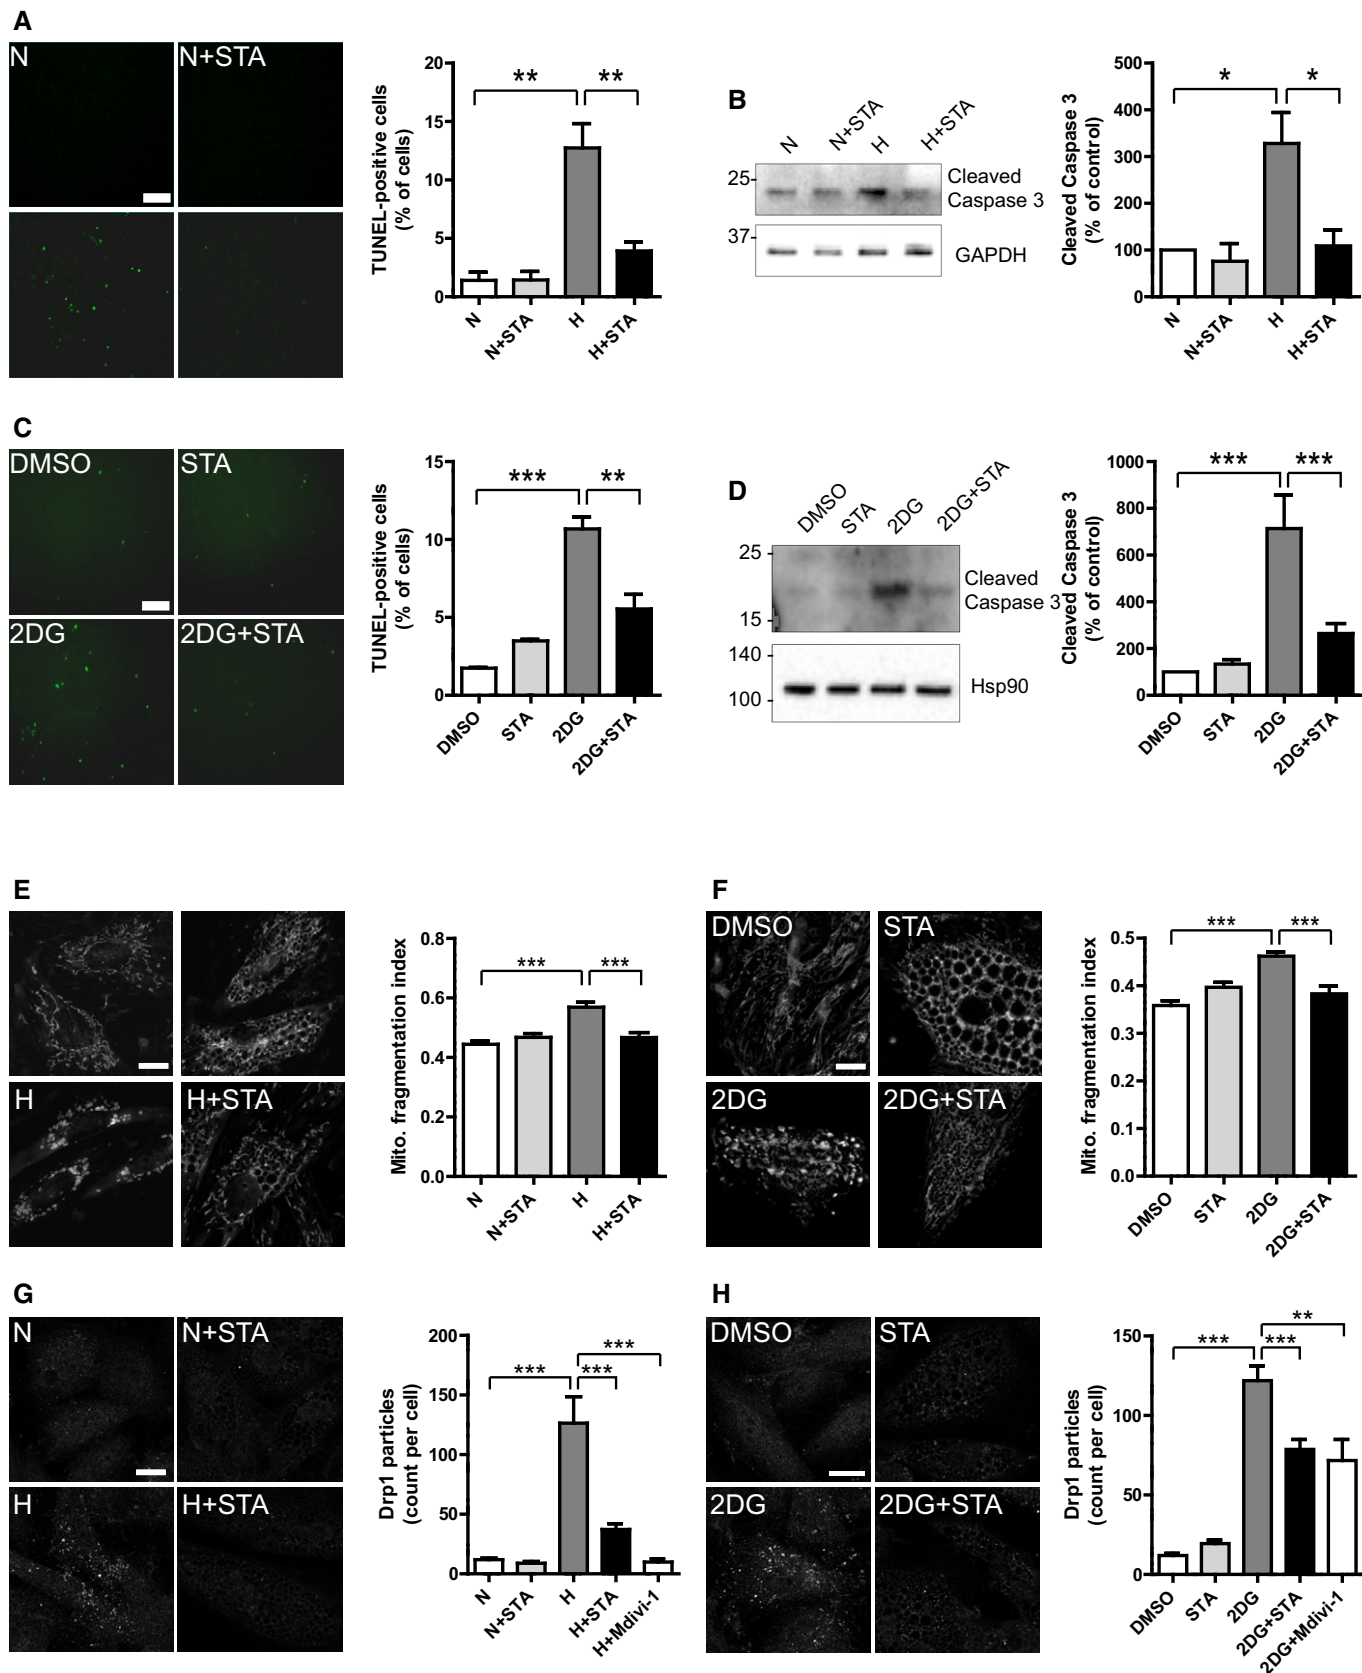 A
N
N+STA
TUNEL-positive cells
(% of cells)
20
15
10
5
0
**
**
N
N+STA
H
H+STA
B
N
N+STA
H
H+STA
25
Cleaved
Caspase 3
37
GAPDH
Cleaved Caspase 3
(% of control)
500
400
300
200
100
0
*
*
N
N+STA
H
H+STA
C
DMSO
STA
2DG
2DG+STA
TUNEL-positive cells
(% of cells)
15
10
5
0
***
**
DMSO
STA
2DG
2DG+STA
D
DMSO
STA
2DG
2DG+STA
25
15
Cleaved
Caspase 3
140
100
Hsp90
Cleaved Caspase 3
(% of control)
1000
800
600
400
200
0
***
***
DMSO
STA
2DG
2DG+STA
E
H
H+STA
Mito. fragmentation index
0.8
0.6
0.4
0.2
0.0
***
***
N
N+STA
H
H+STA
F
DMSO
STA
2DG
2DG+STA
Mito. fragmentation index
0.5
0.4
0.3
0.2
0.1
0.0
***
***
DMSO
STA
2DG
2DG+STA
G
N
N+STA
H
H+STA
Drp1 particles
(count per cell)
200
150
100
50
0
***
***
***
N
N+STA
H
H+STA
H+Mdivi-1
H
DMSO
STA
2DG
2DG+STA
Drp1 particles
(count per cell)
150
100
50
0
***
***
**
DMSO
STA
2DG
2DG+STA
2DG+Mdivi-1